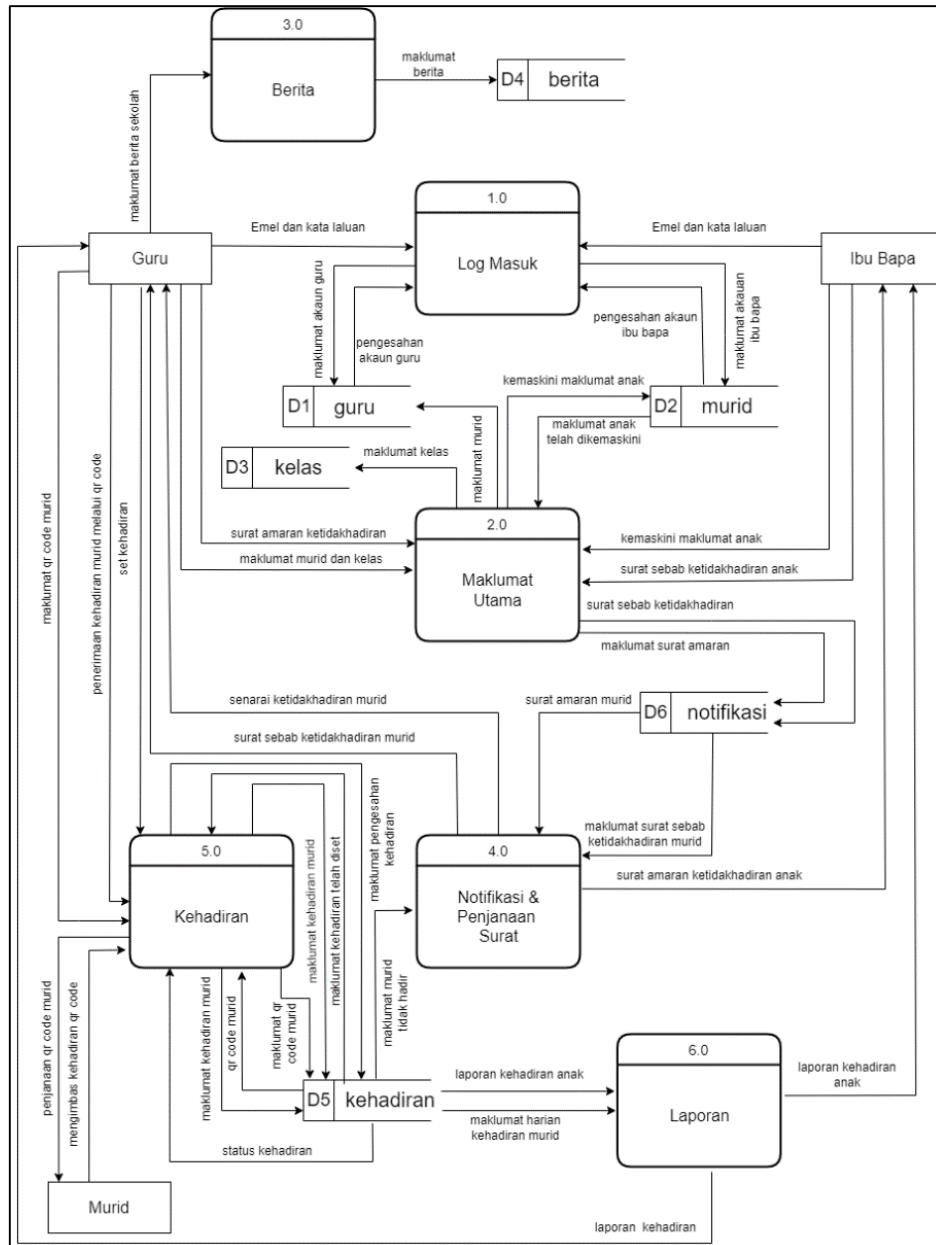 3.0
Berita
maklumat
berita
D4 berita
maklumat berita sekolah
1.0
Log Masuk
Emel dan kata laluan
Emel dan kata laluan
Guru
Ibu Bapa
maklumat akaun guru
pengesahan
akaun guru
pengesahan akaun
ibu bapa
maklumat akauan
ibu bapa
D1 guru
kemaskini maklumat anak
D2 murid
maklumat anak
telah dikemaskini
maklumat murid
D3 kelas
maklumat kelas
2.0
Maklumat
Utama
surat amaran ketidakhadiran
maklumat murid dan kelas
kemaskini maklumat anak
surat sebab ketidakhadiran anak
surat sebab ketidakhadiran
maklumat surat amaran
maklumat qr code murid
penerimaan kehadiran murid melalui qr code
set kehadiran
senarai ketidakhadiran murid
surat sebab ketidakhadiran murid
surat amaran murid
D6 notifikasi
maklumat surat sebab
ketidakhadiran murid
5.0
Kehadiran
4.0
Notifikasi &
Penjanaan
Surat
surat amaran ketidakhadiran anak
maklumat kehadiran murid
maklumat kehadiran telah diset
maklumat pengesahan
kehadiran
maklumat murid
tidak hadir
penjanaan qr code murid
mengimbas kehadiran qr code
maklumat kehadiran murid
qr code murid
maklumat qr
code murid
D5 kehadiran
status kehadiran
laporan kehadiran anak
maklumat harian
kehadiran murid
6.0
Laporan
laporan kehadiran
anak
Murid
laporan kehadiran